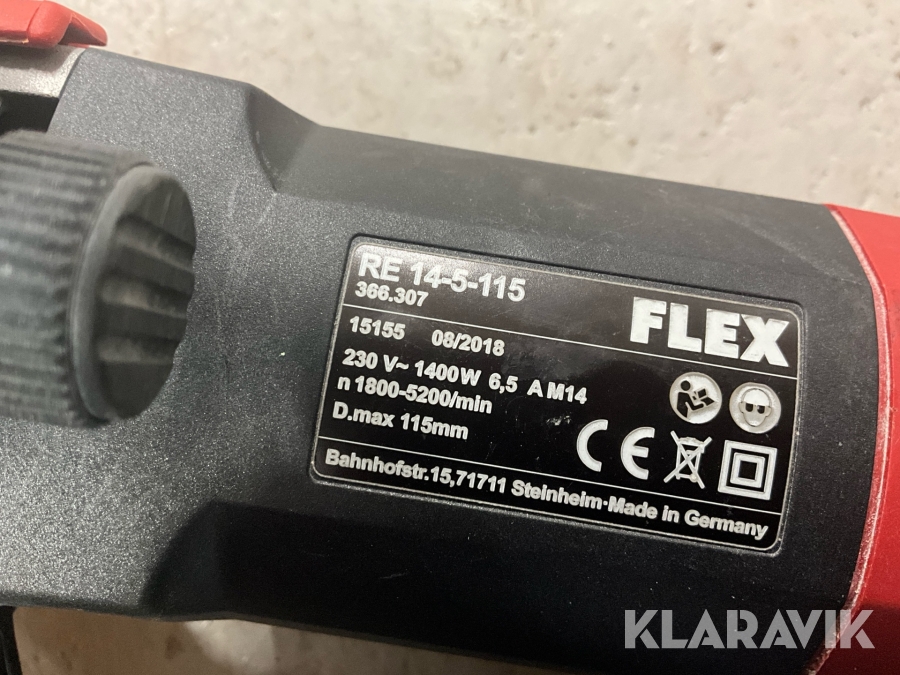 RE 14-5-115
366.307
FLEX
15155 08/2018
230 V~ 1400W 6,5 A M14
n 1800-5200/min
D.max 115mm
CE
Bahnhofstr.15,71711 Steinheim·Made in Germany
KLARAVIK